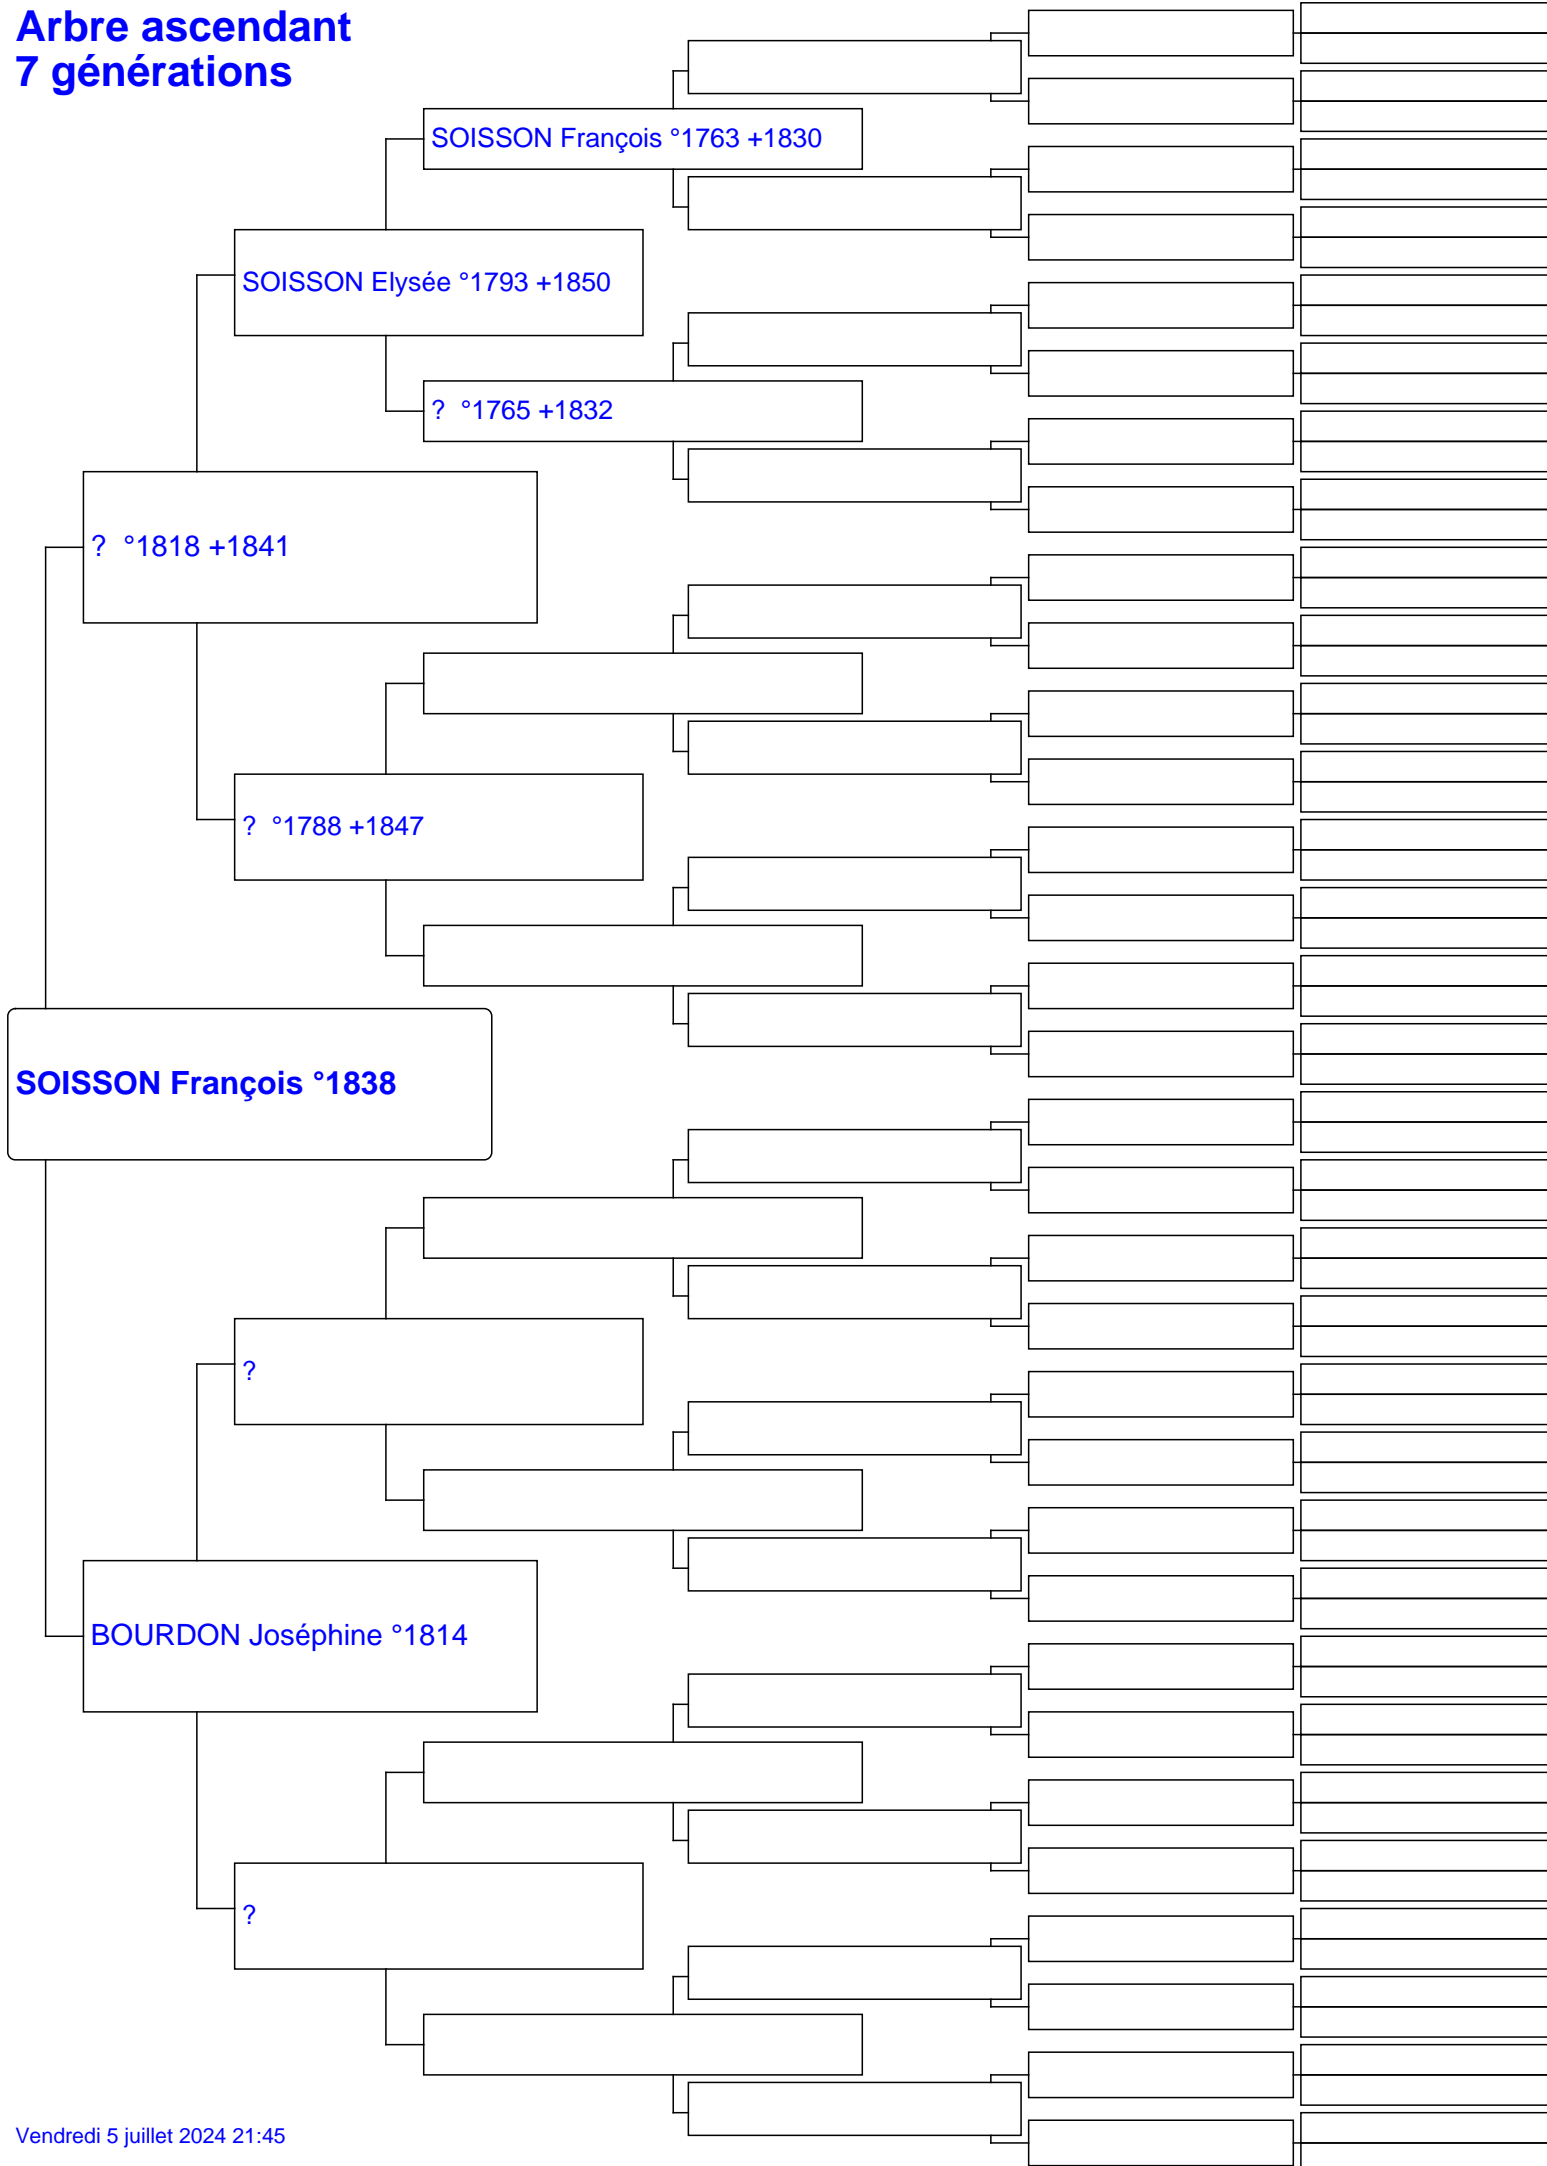 Arbre ascendant
7 générations
SOISSON François °1763 +1830
SOISSON Elysée °1793 +1850
?  °1765 +1832
?  °1818 +1841
?  °1788 +1847
SOISSON François °1838
?
BOURDON Joséphine °1814
?
Vendredi 5 juillet 2024 21:45